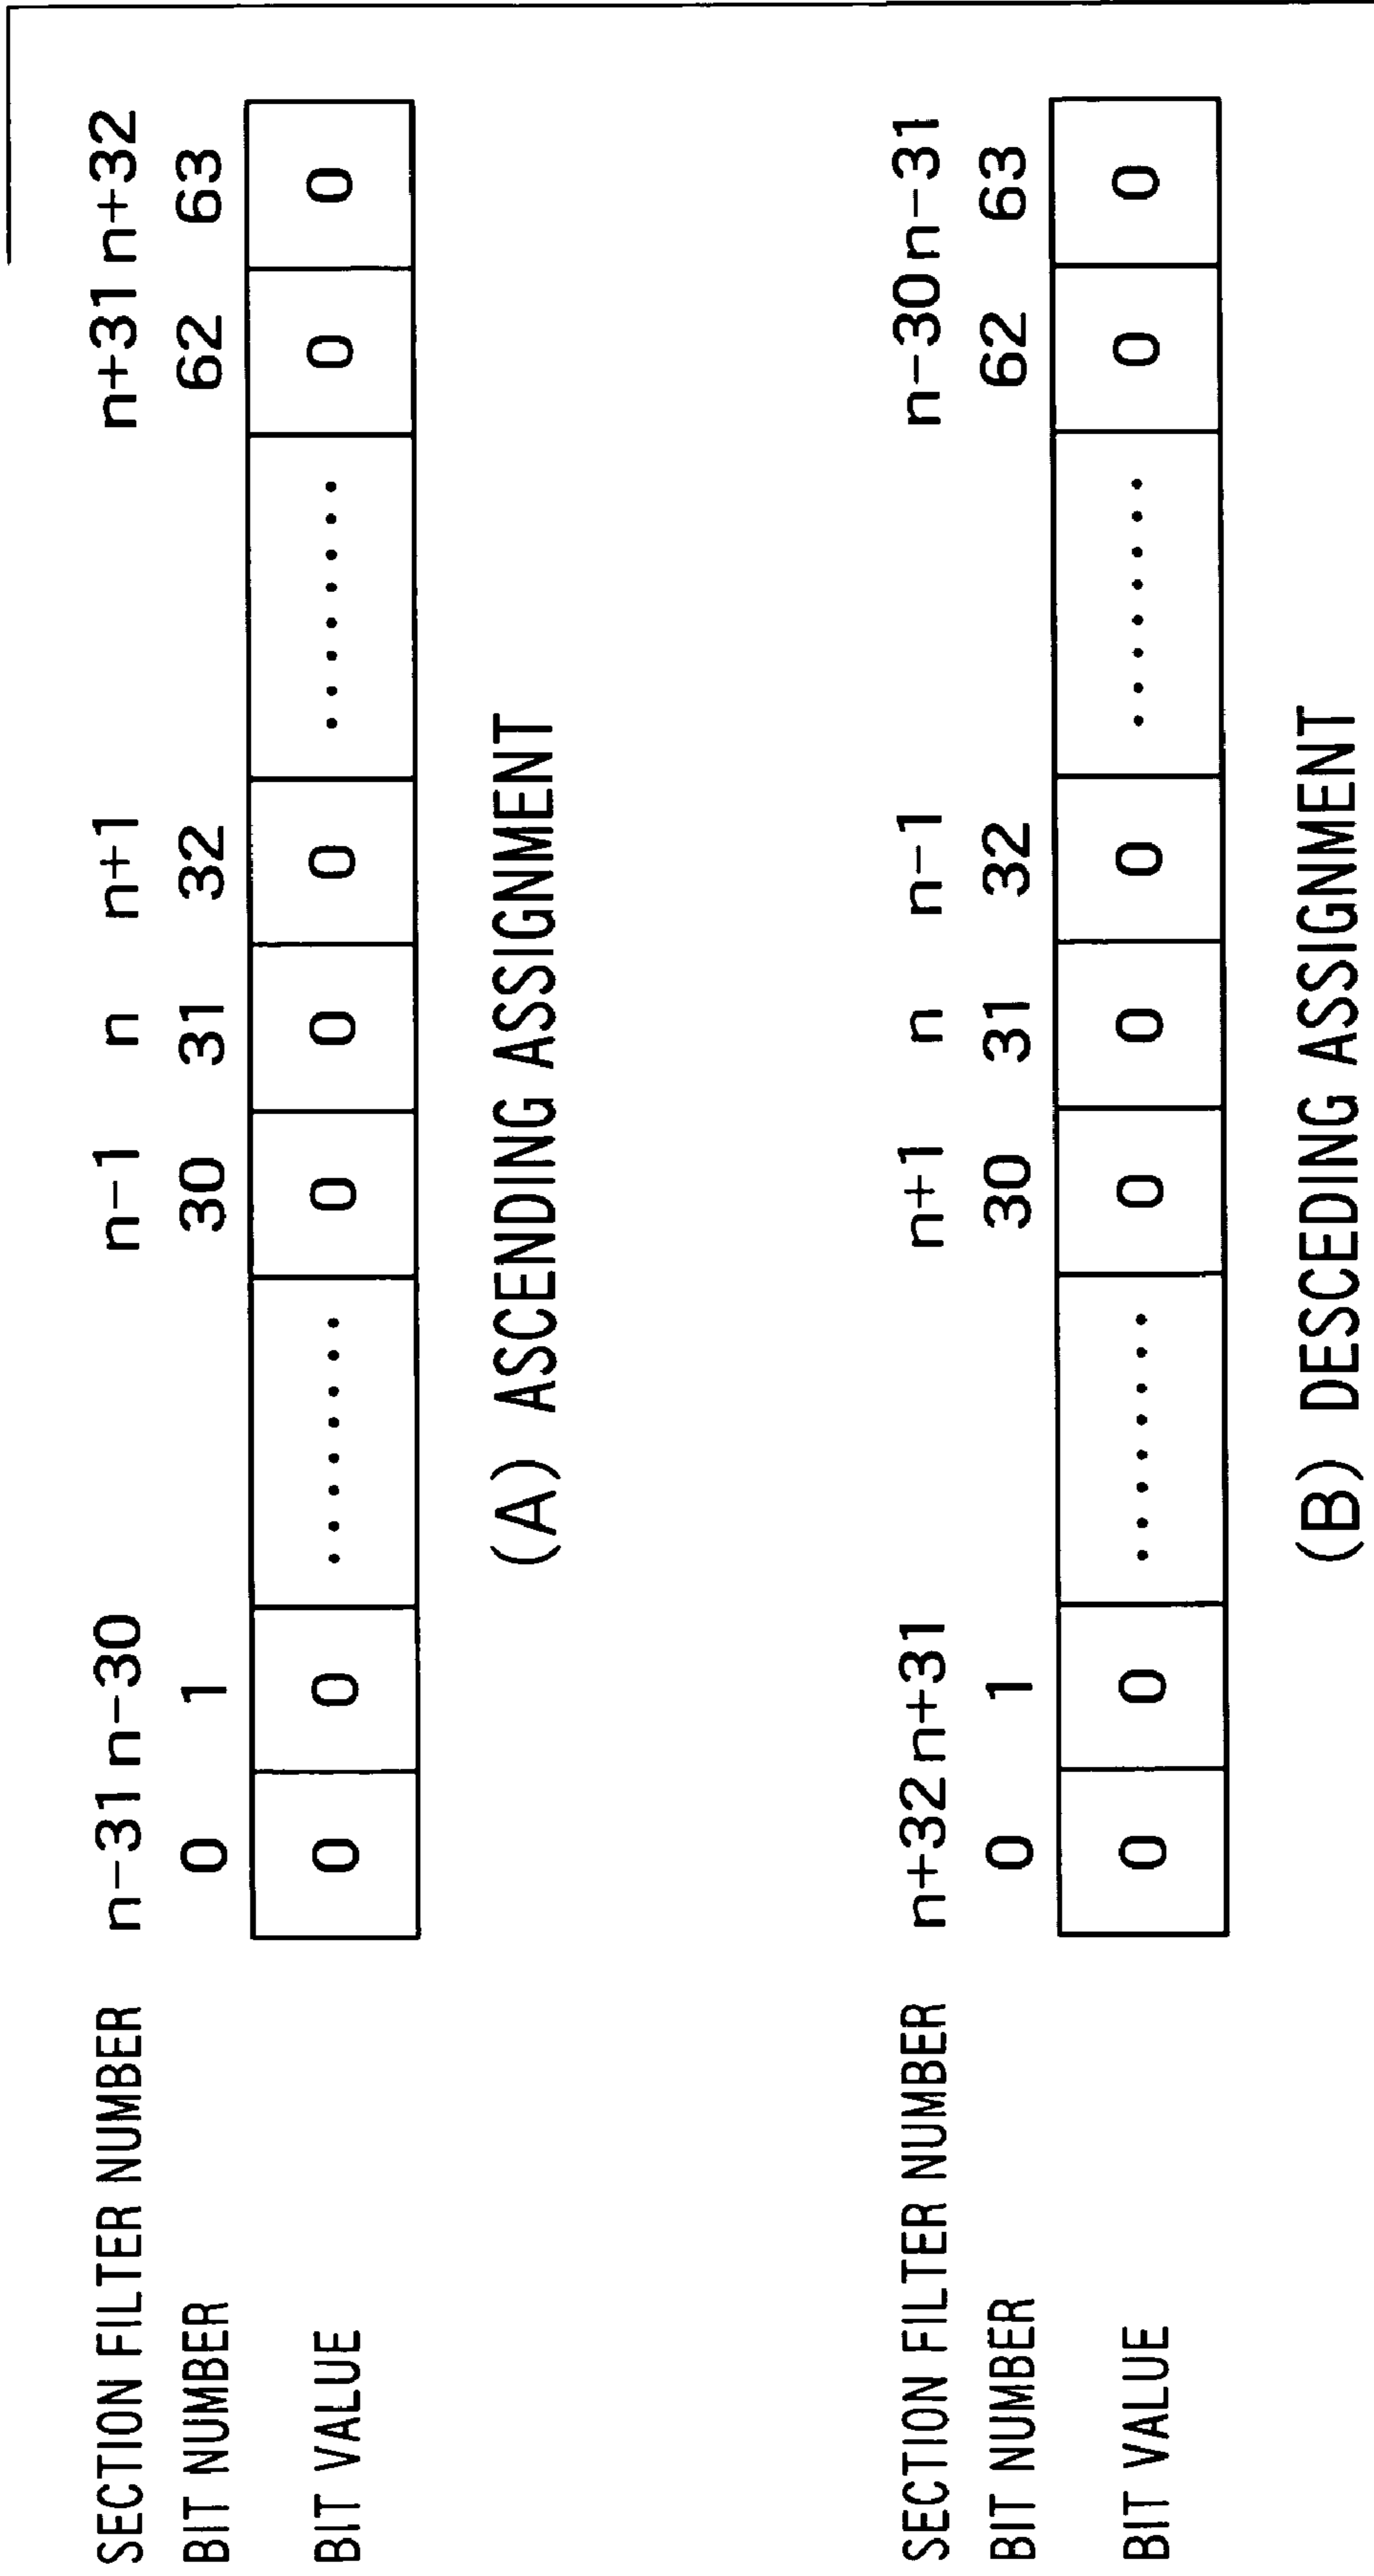 SECTION FILTER NUMBER n−31 n−30 n−1 n n+1 n+31 n+32
BIT NUMBER 0 1 30 31 32 62 63
BIT VALUE 0 0 ........ 0 0 0 ........ 0 0
(A) ASCENDING ASSIGNMENT
SECTION FILTER NUMBER n+32 n+31 n+1 n n−1 n−30 n−31
BIT NUMBER 0 1 30 31 32 62 63
BIT VALUE 0 0 ........ 0 0 0 ........ 0 0
(B) DESCEDING ASSIGNMENT